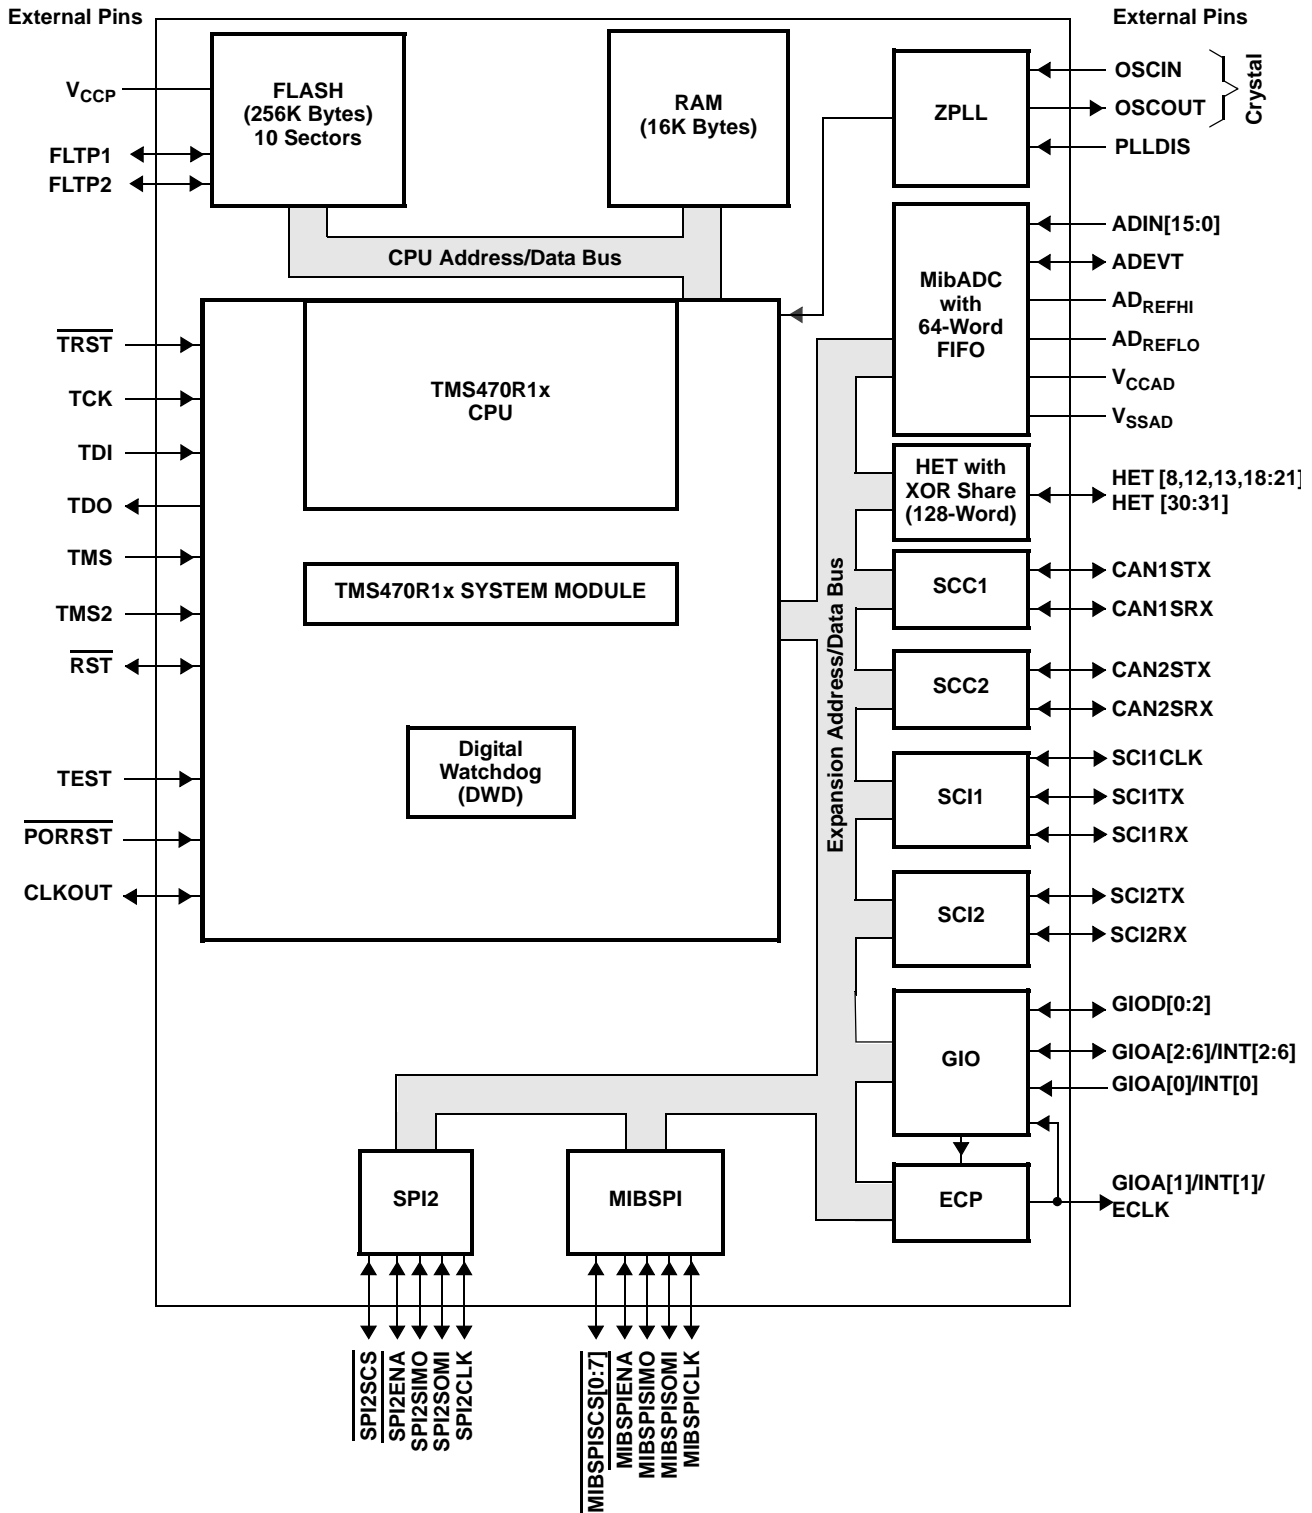 External Pins
External Pins
FLASH
(256K Bytes)
10 Sectors
RAM
(16K Bytes)
ZPLL
VCCP
FLTP1
FLTP2
OSCIN
OSCOUT
Crystal
PLLDIS
CPU Address/Data Bus
MibADC
with
64-Word
FIFO
ADIN[15:0]
ADEVT
ADREFHI
ADREFLO
VCCAD
VSSAD
TRST
TCK
TDI
TDO
TMS
TMS2
RST
TEST
PORRST
CLKOUT
TMS470R1x
CPU
TMS470R1x SYSTEM MODULE
Digital
Watchdog
(DWD)
Expansion Address/Data Bus
HET with
XOR Share
(128-Word)
HET [8,12,13,18:21]
HET [30:31]
SCC1
CAN1STX
CAN1SRX
SCC2
CAN2STX
CAN2SRX
SCI1
SCI1CLK
SCI1TX
SCI1RX
SCI2
SCI2TX
SCI2RX
GIO
GIOD[0:2]
GIOA[2:6]/INT[2:6]
GIOA[0]/INT[0]
ECP
GIOA[1]/INT[1]/
ECLK
SPI2
MIBSPI
SPI2SCS
SPI2ENA
SPI2SIMO
SPI2SOMI
SPI2CLK
MIBSPISCS[0:7]
MIBSPIENA
MIBSPISIMO
MIBSPISOMI
MIBSPICLK